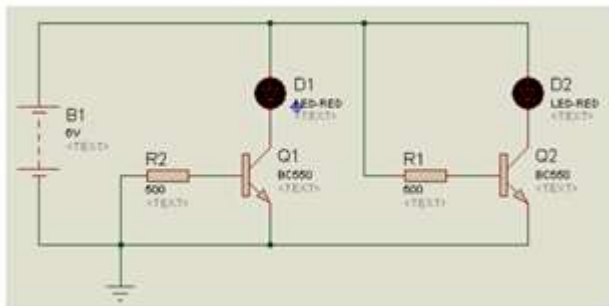 B1
6V
<TEXT>
D1
LED-RED
<TEXT>
R2
500
<TEXT>
Q1
BC550
<TEXT>
R1
500
<TEXT>
D2
LED-RED
<TEXT>
Q2
BC550
<TEXT>